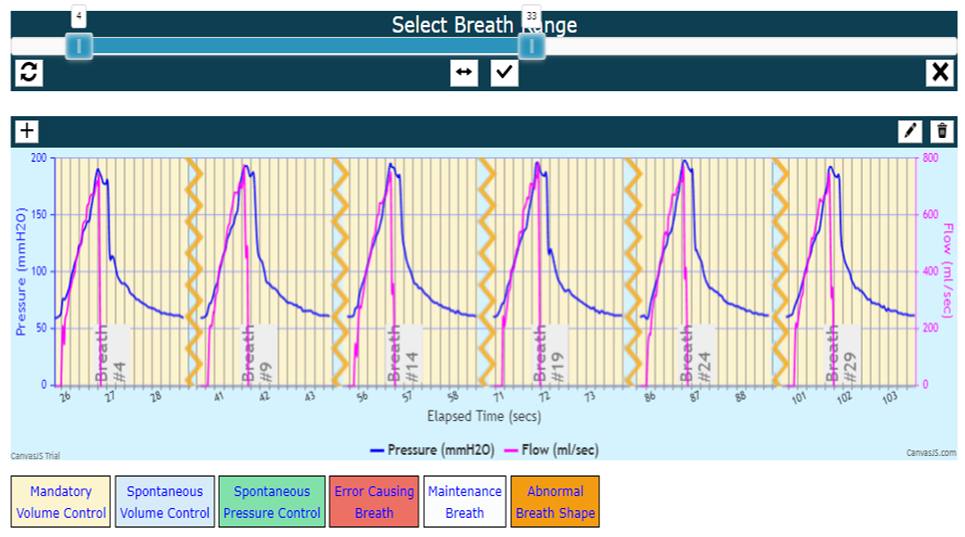 4
33
Select Breath Range
200
150
100
50
0
Pressure (mmH2O)
800
600
400
200
0
Flow (ml/sec)
Breath #4
Breath #9
Breath #14
Breath #19
Breath #24
Breath #29
26 27 28 41 42 43 56 57 58 71 72 73 86 87 88 101 102 103
Elapsed Time (secs)
Pressure (mmH2O) Flow (ml/sec)
CanvasJS Trial
CanvasJS.com
Mandatory
Volume Control
Spontaneous
Volume Control
Spontaneous
Pressure Control
Error Causing
Breath
Maintenance
Breath
Abnormal
Breath Shape